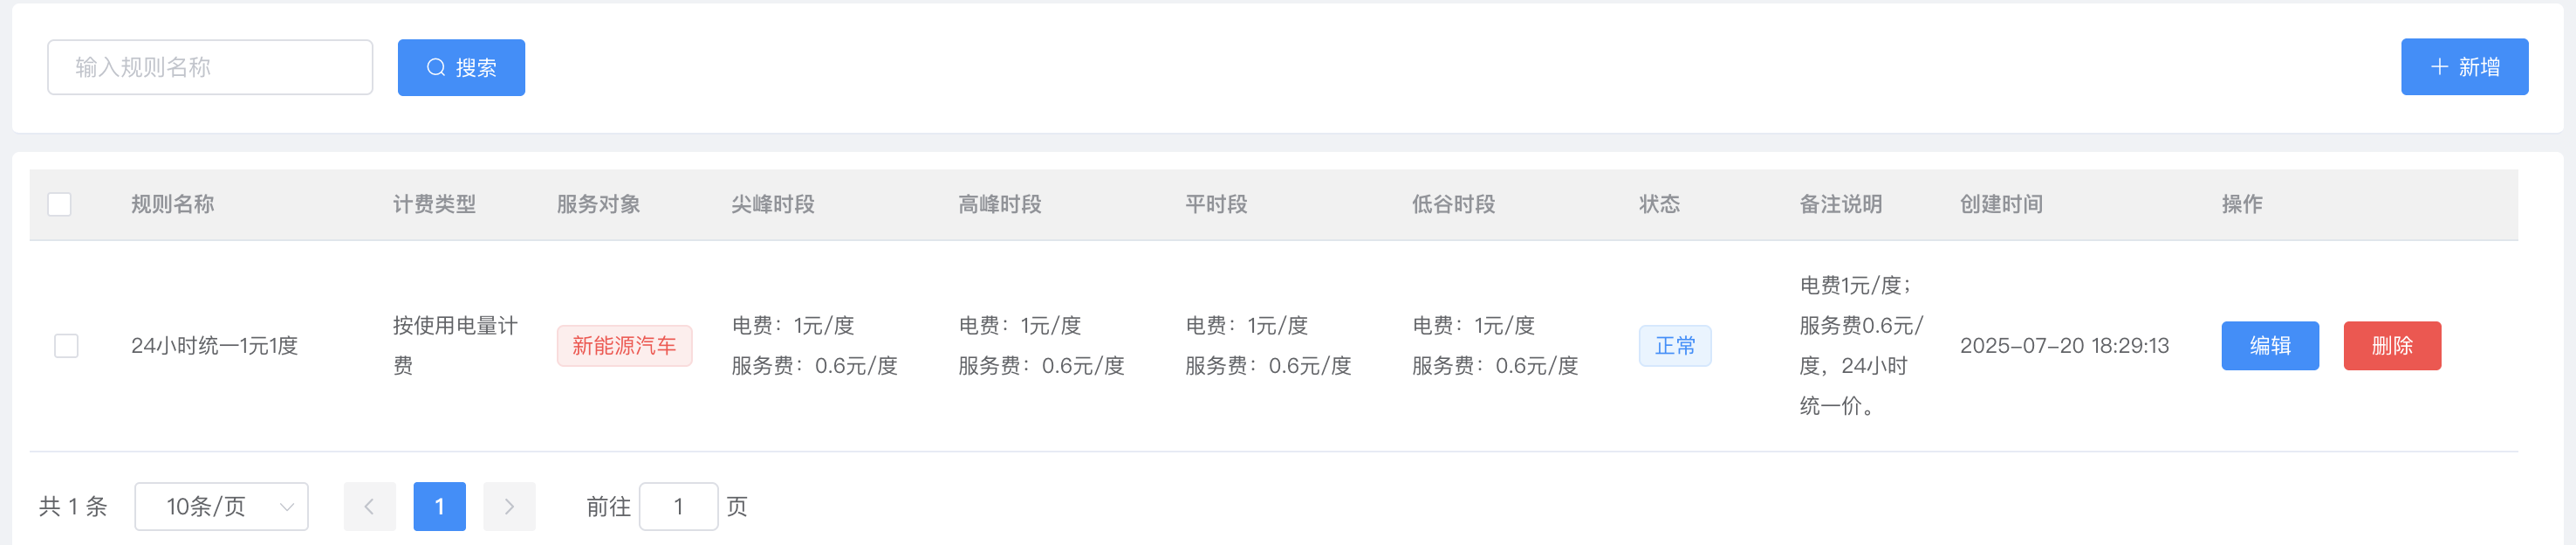 输入规则名称
搜索
新增
规则名称 计费类型 服务对象 尖峰时段 高峰时段 平时段 低谷时段 状态 备注说明 创建时间 操作
24小时统一1元1度
按使用电量计
费
新能源汽车
电费：1元/度
服务费：0.6元/度
电费：1元/度
服务费：0.6元/度
电费：1元/度
服务费：0.6元/度
电费：1元/度
服务费：0.6元/度
正常
电费1元/度；
服务费0.6元/
度，24小时
统一价。
2025-07-20 18:29:13
编辑
删除
共 1 条 10条/页 1 前往 1 页